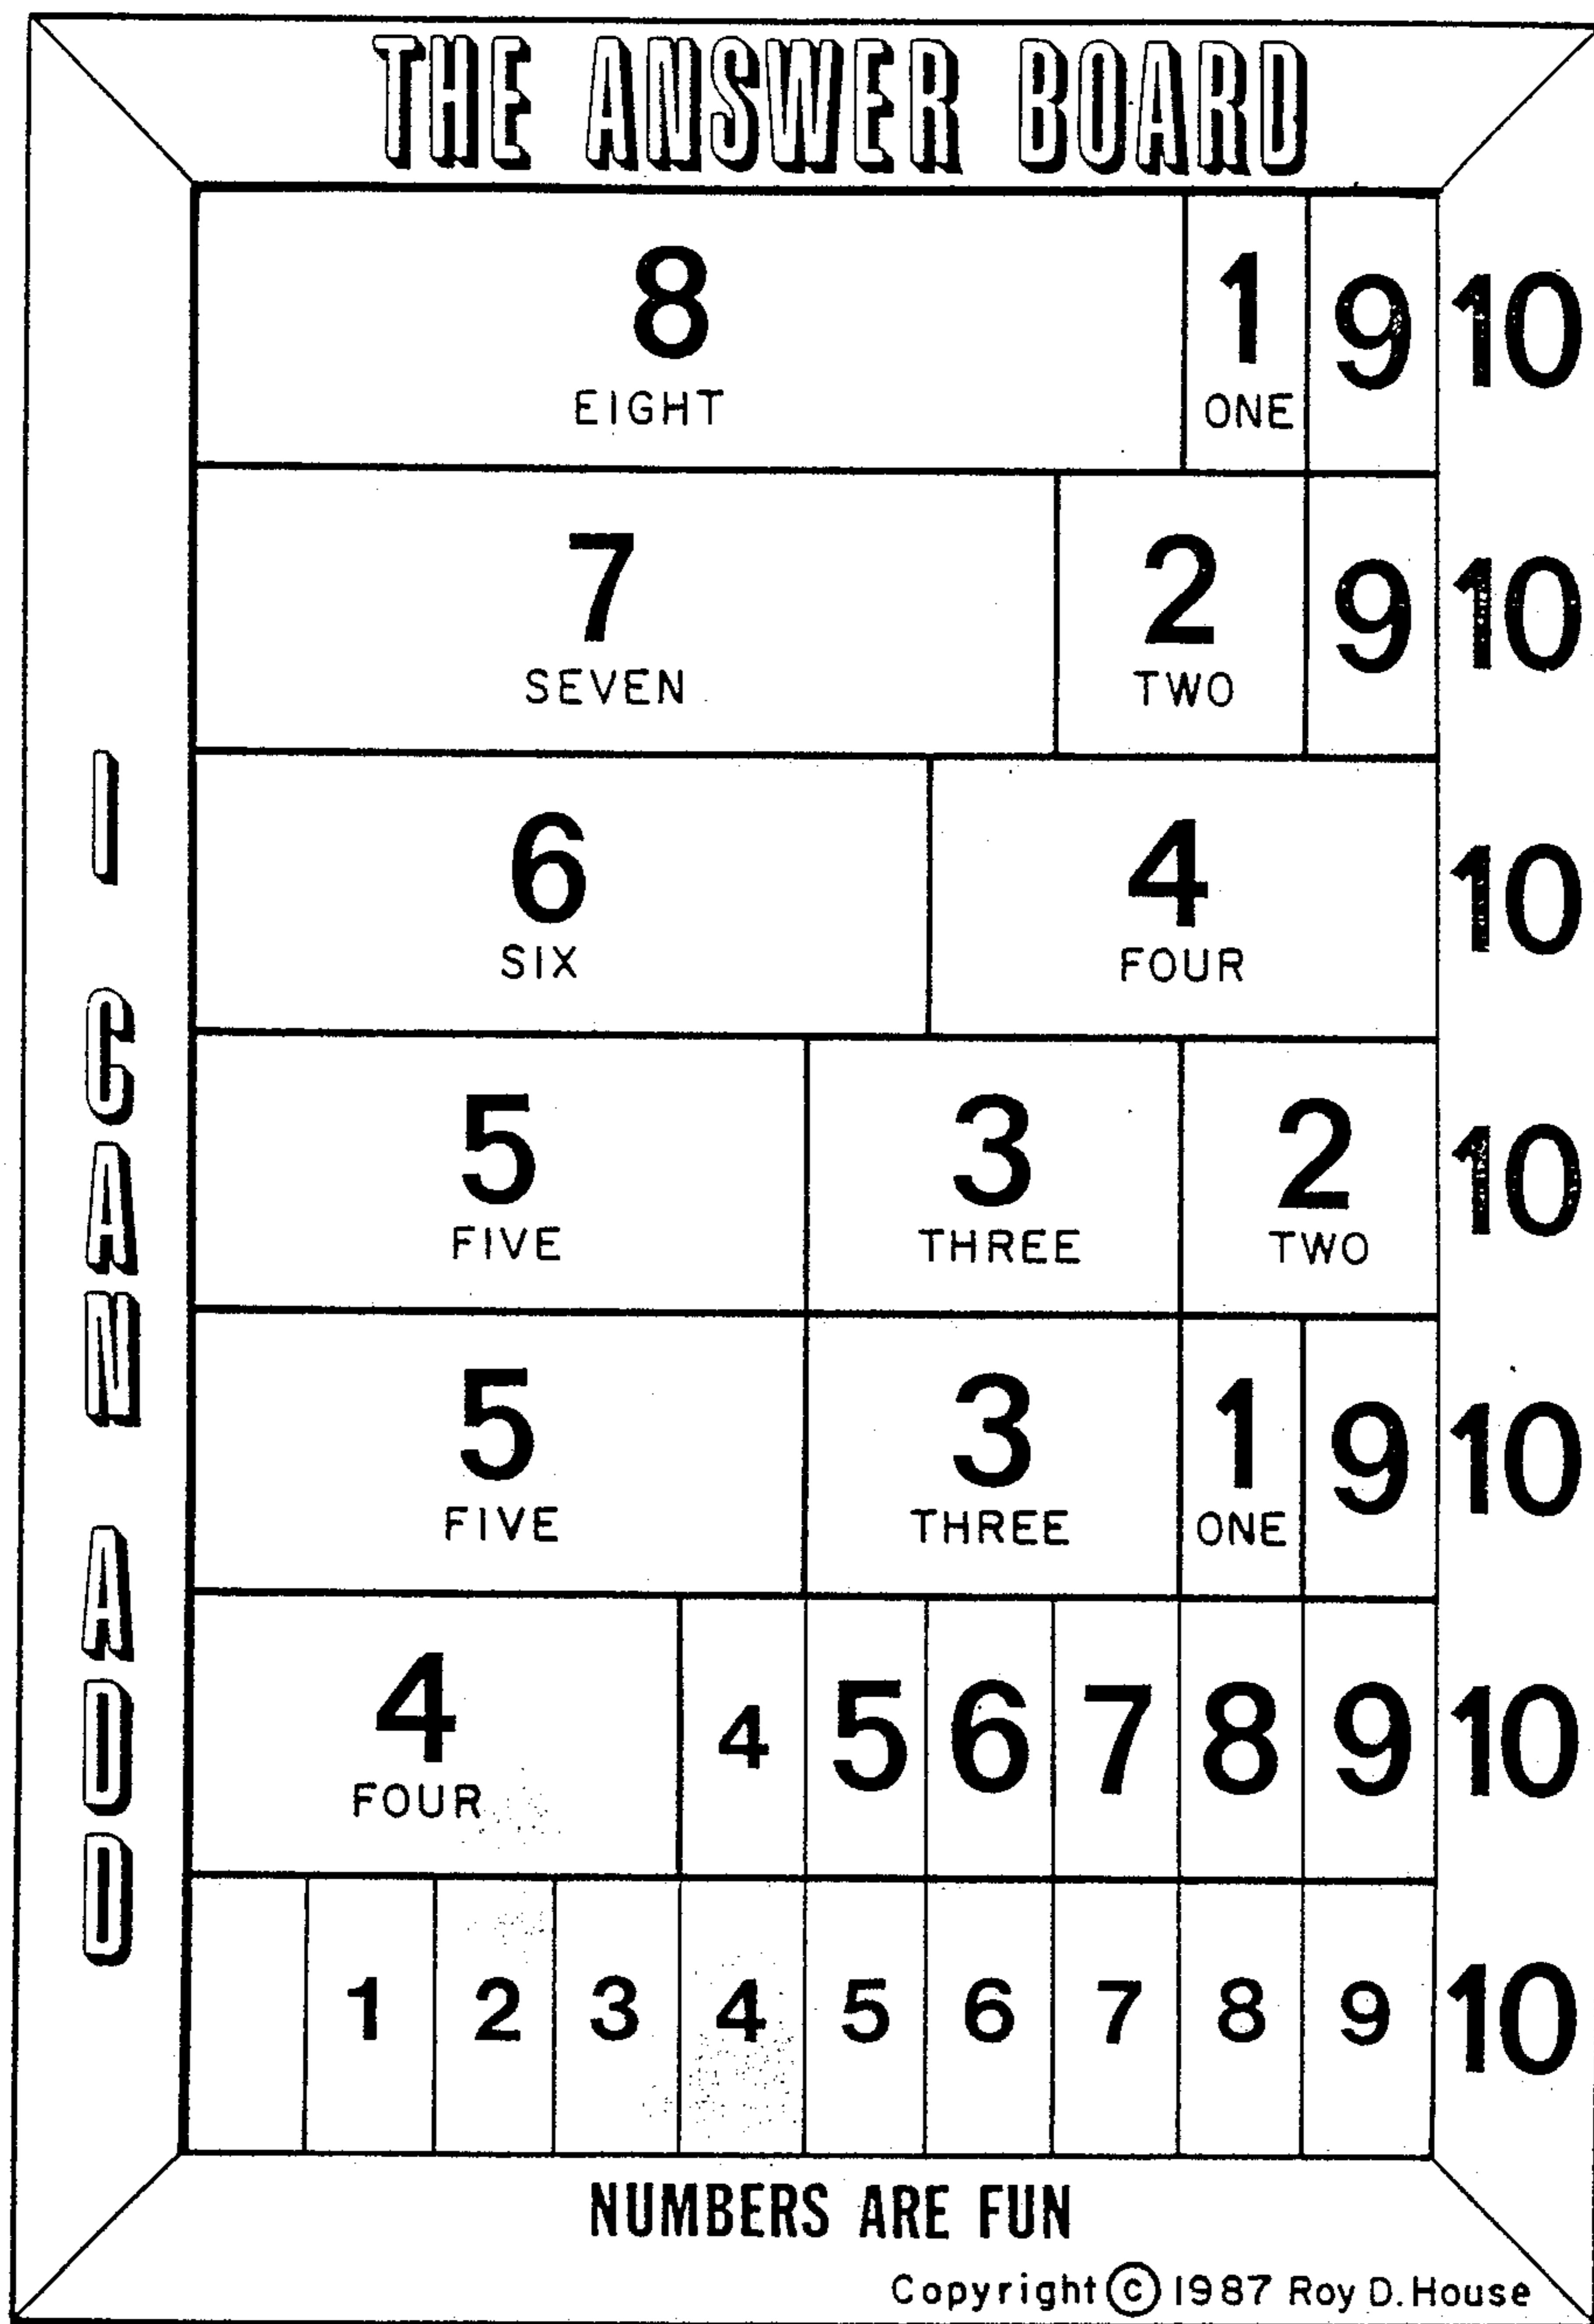 THE ANSWER BOARD
8 1 9 10
EIGHT ONE
7 2 9 10
SEVEN TWO
6 4 10
SIX FOUR
5 3 2 10
FIVE THREE TWO
5 3 1 9 10
FIVE THREE ONE
4 4 5 6 7 8 9 10
FOUR
1 2 3 4 5 6 7 8 9 10
I CAN ADD
NUMBERS ARE FUN
Copyright © 1987 Roy D. House